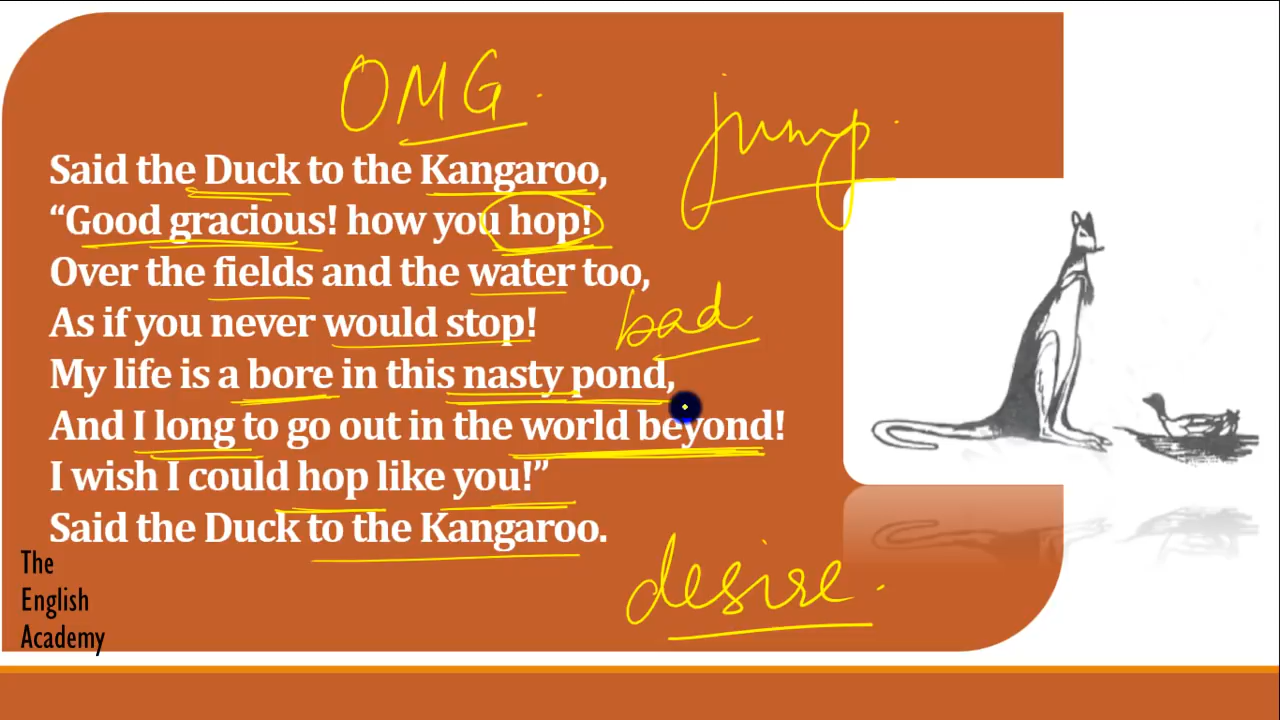 OMG.
jump.
Said the Duck to the Kangaroo,
“Good gracious! how you hop!
Over the fields and the water too,
As if you never would stop!
bad
My life is a bore in this nasty pond,
And I long to go out in the world beyond!
I wish I could hop like you!”
Said the Duck to the Kangaroo.
desire.
The
English
Academy